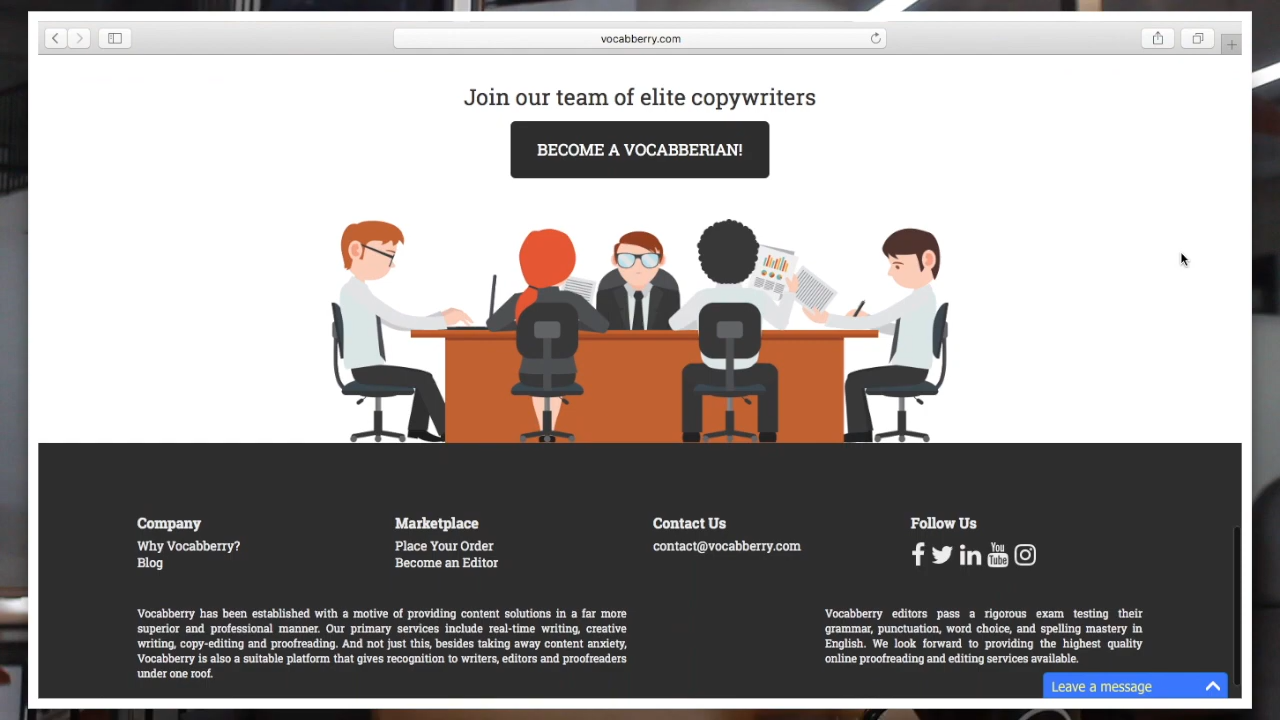 vocabberry.com
Join our team of elite copywriters
BECOME A VOCABBERIAN!
Company
Why Vocabberry?
Blog
Marketplace
Place Your Order
Become an Editor
Contact Us
contact@vocabberry.com
Follow Us
You
Tube
Vocabberry has been established with a motive of providing content solutions in a far more
superior and professional manner. Our primary services include real-time writing, creative
writing, copy-editing and proofreading. And not just this, besides taking away content anxiety,
Vocabberry is also a suitable platform that gives recognition to writers, editors and proofreaders
under one roof.
Vocabberry editors pass a rigorous exam testing their
grammar, punctuation, word choice, and spelling mastery in
English. We look forward to providing the highest quality
online proofreading and editing services available.
Leave a message